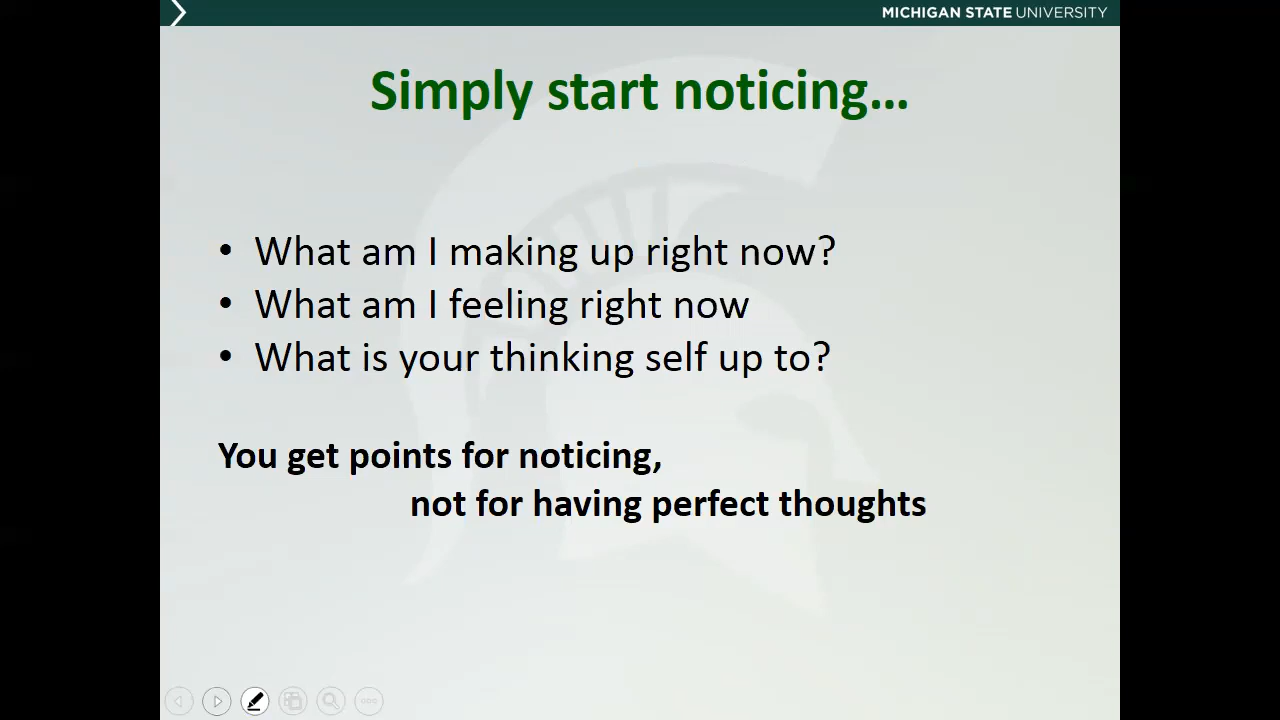 MICHIGAN STATE UNIVERSITY
Simply start noticing...
• What am I making up right now?
• What am I feeling right now
• What is your thinking self up to?
You get points for noticing,
not for having perfect thoughts